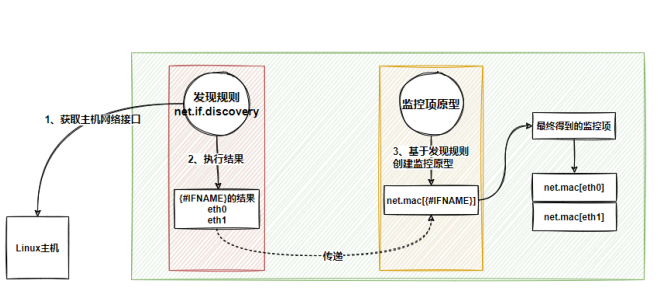 发现规则
net.if.discovery
监控项原型
1、获取主机网络接口
最终得到的监控项
2、执行结果
3、基于发现规则
创建监控原型
{#IFNAME}的结果
eth0
eth1
net.mac[{#IFNAME}]
net.mac[eth0]
net.mac[eth1]
Linux主机
传递